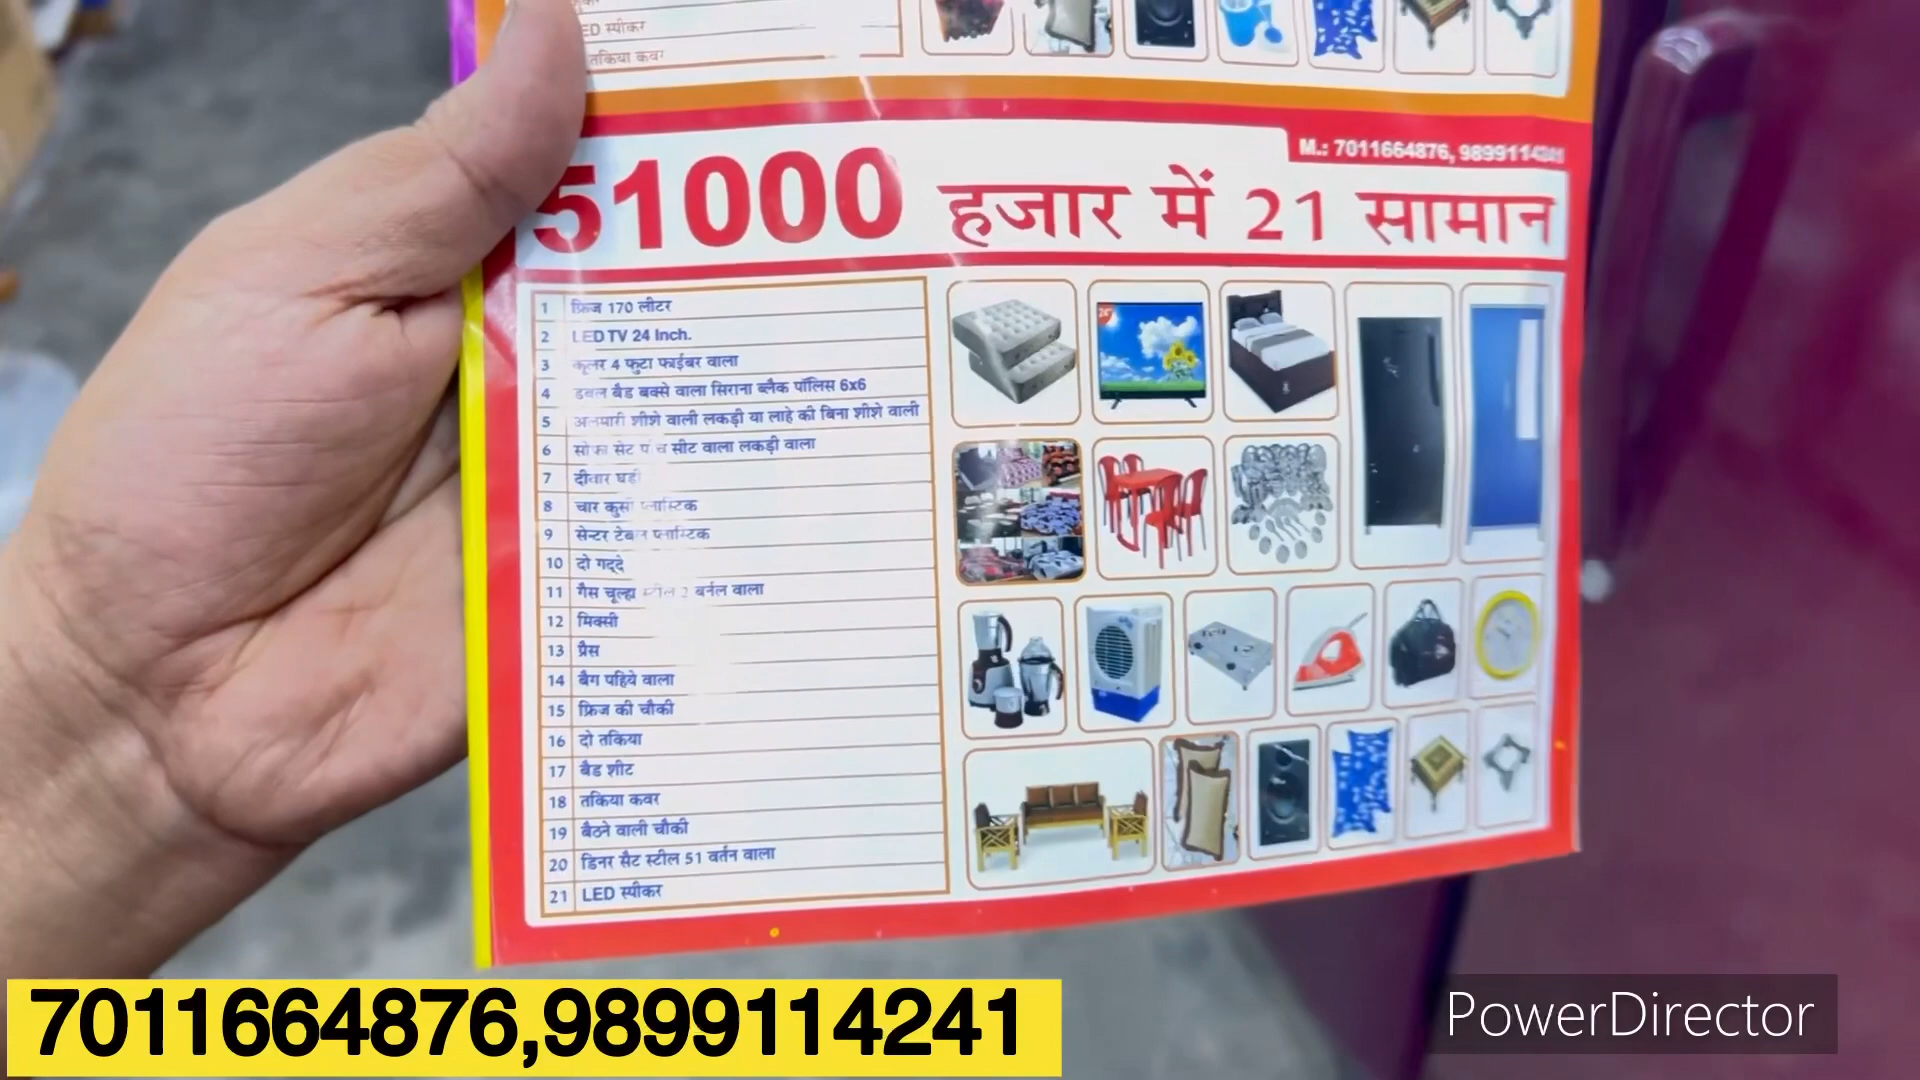 ED स्पीकर
तकिया कवर
M.: 7011664876, 9899114241
51000 हजार में 21 सामान
1 फ्रिज 170 लीटर
2 LED TV 24 Inch.
3 कूलर 4 फुटा फाईबर वाला
4 डबल बैड बक्से वाला सिराना ब्लैक पॉलिस 6x6
5 अलमारी शीशे वाली लकड़ी या लाहे की बिना शीशे वाली
6 सोफा सेट पांच सीट वाला लकड़ी वाला
7 दीवार घड़ी
8 चार कुर्सी प्लास्टिक
9 सेन्टर टेबल प्लास्टिक
10 दो गद्दे
11 गैस चूल्हा स्टील 2 बर्नल वाला
12 मिक्सी
13 प्रैस
14 बैग पहिये वाला
15 फ्रिज की चौकी
16 दो तकिया
17 बैड शीट
18 तकिया कवर
19 बैठने वाली चौकी
20 डिनर सैट स्टील 51 वर्तन वाला
21 LED स्पीकर
24"
7011664876,9899114241
PowerDirector